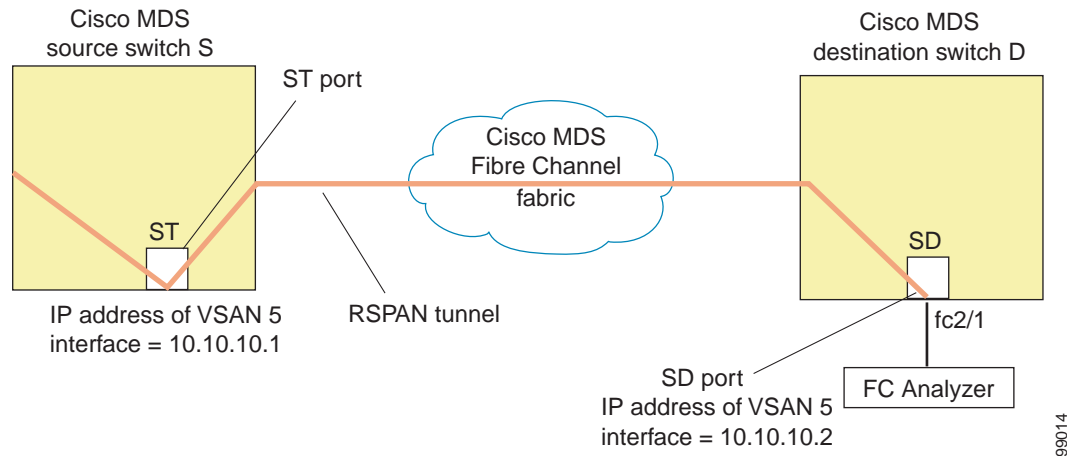 Cisco MDS
source switch S
ST port
Cisco MDS
Fibre Channel
fabric
Cisco MDS
destination switch D
ST
SD
IP address of VSAN 5
interface = 10.10.10.1
RSPAN tunnel
fc2/1
SD port
IP address of VSAN 5
interface = 10.10.10.2
FC Analyzer
99014